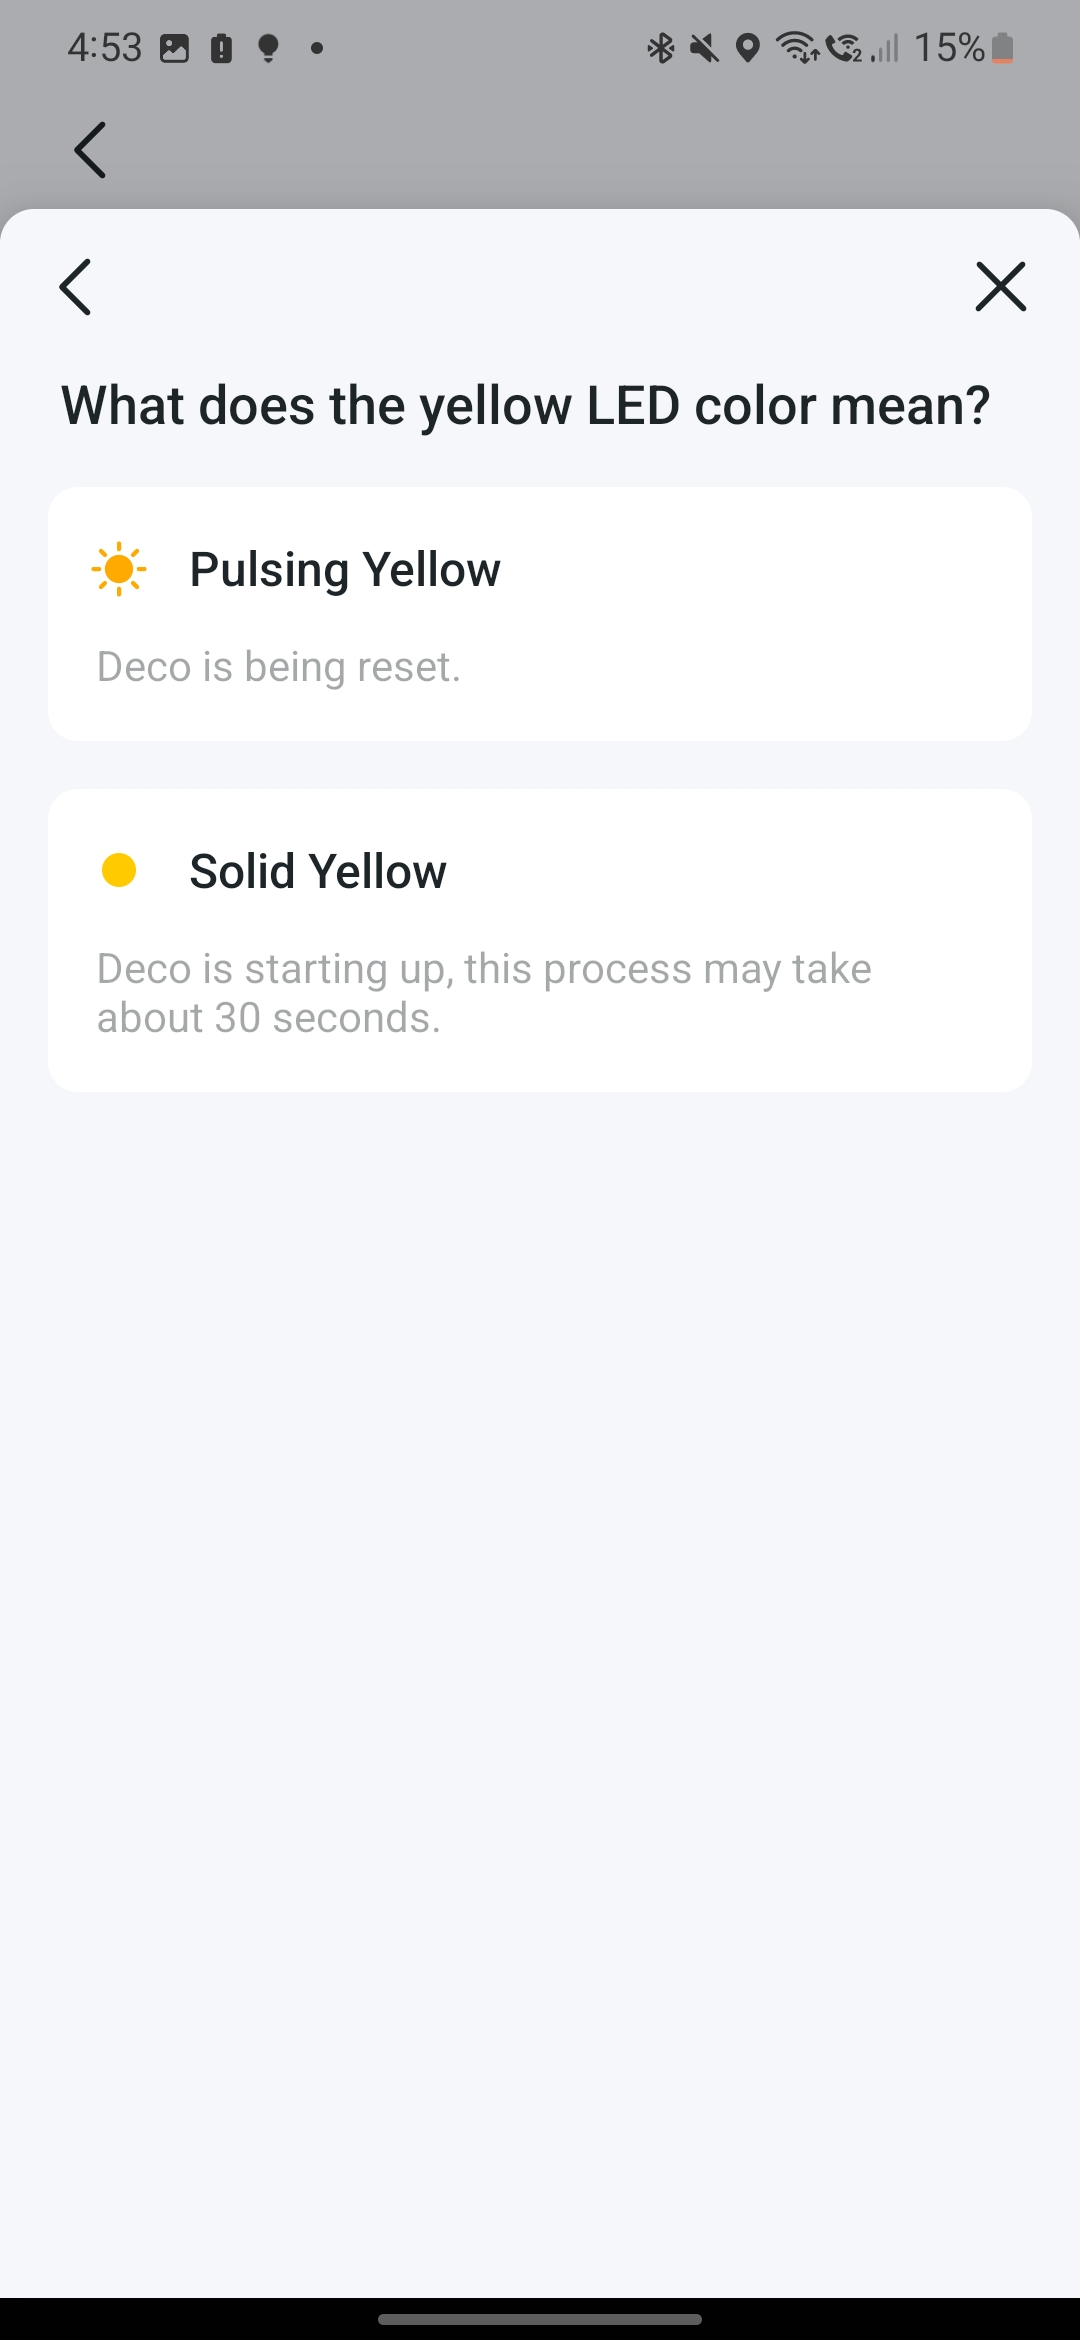 4:53
2
15%
What does the yellow LED color mean?
Pulsing Yellow
Deco is being reset.
Solid Yellow
Deco is starting up, this process may take
about 30 seconds.